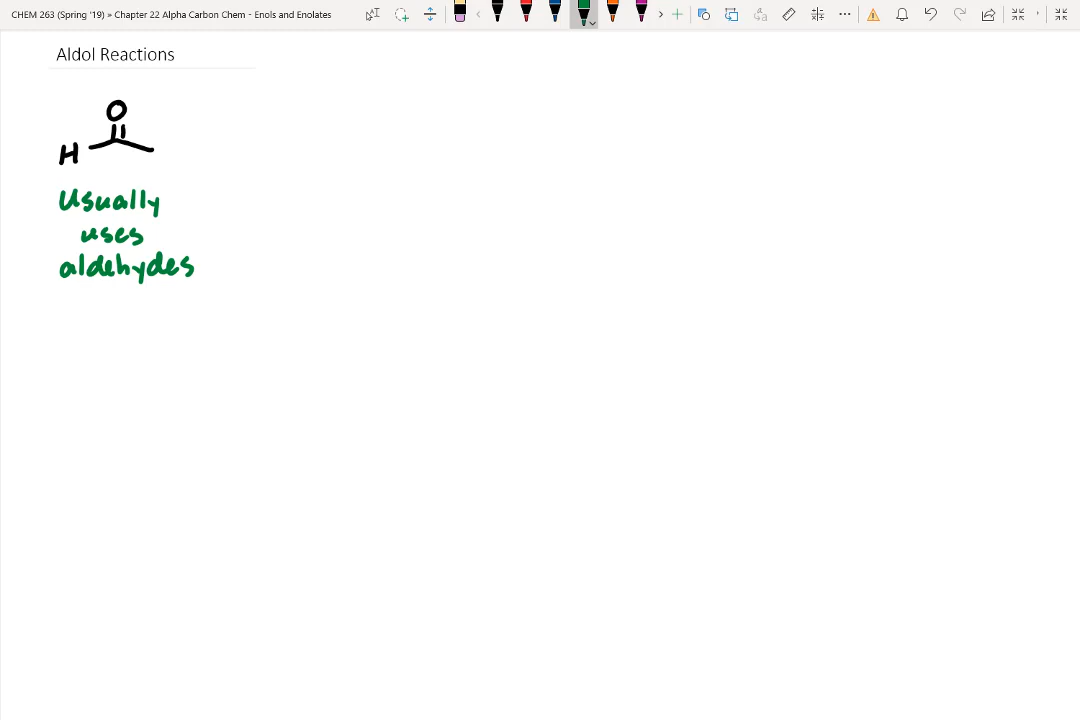 CHEM 263 (Spring '19) » Chapter 22 Alpha Carbon Chem - Enols and Enolates
Aldol Reactions
O
H
Usually
uses
aldehydes